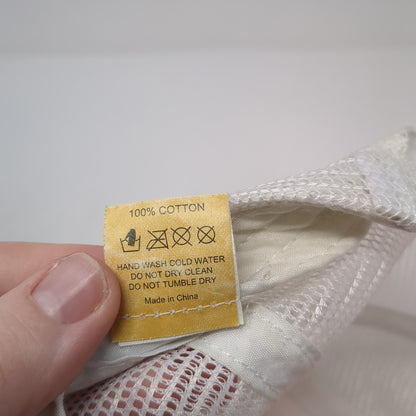 100% COTTON
HAND WASH COLD WATER
DO NOT DRY CLEAN
DO NOT TUMBLE DRY
Made in China